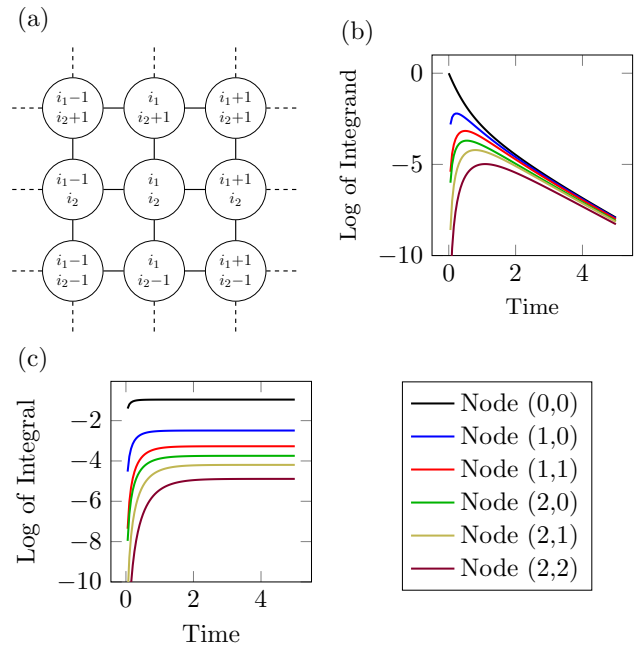 (a)
i₁−1
i₂+1
i₁
i₂+1
i₁+1
i₂+1
i₁−1
i₂
i₁
i₂
i₁+1
i₂
i₁−1
i₂−1
i₁
i₂−1
i₁+1
i₂−1
(b)
Log of Integrand
0
−5
−10
0
2
4
Time
(c)
Log of Integral
−2
−4
−6
−8
−10
0
2
4
Time
Node (0,0)
Node (1,0)
Node (1,1)
Node (2,0)
Node (2,1)
Node (2,2)